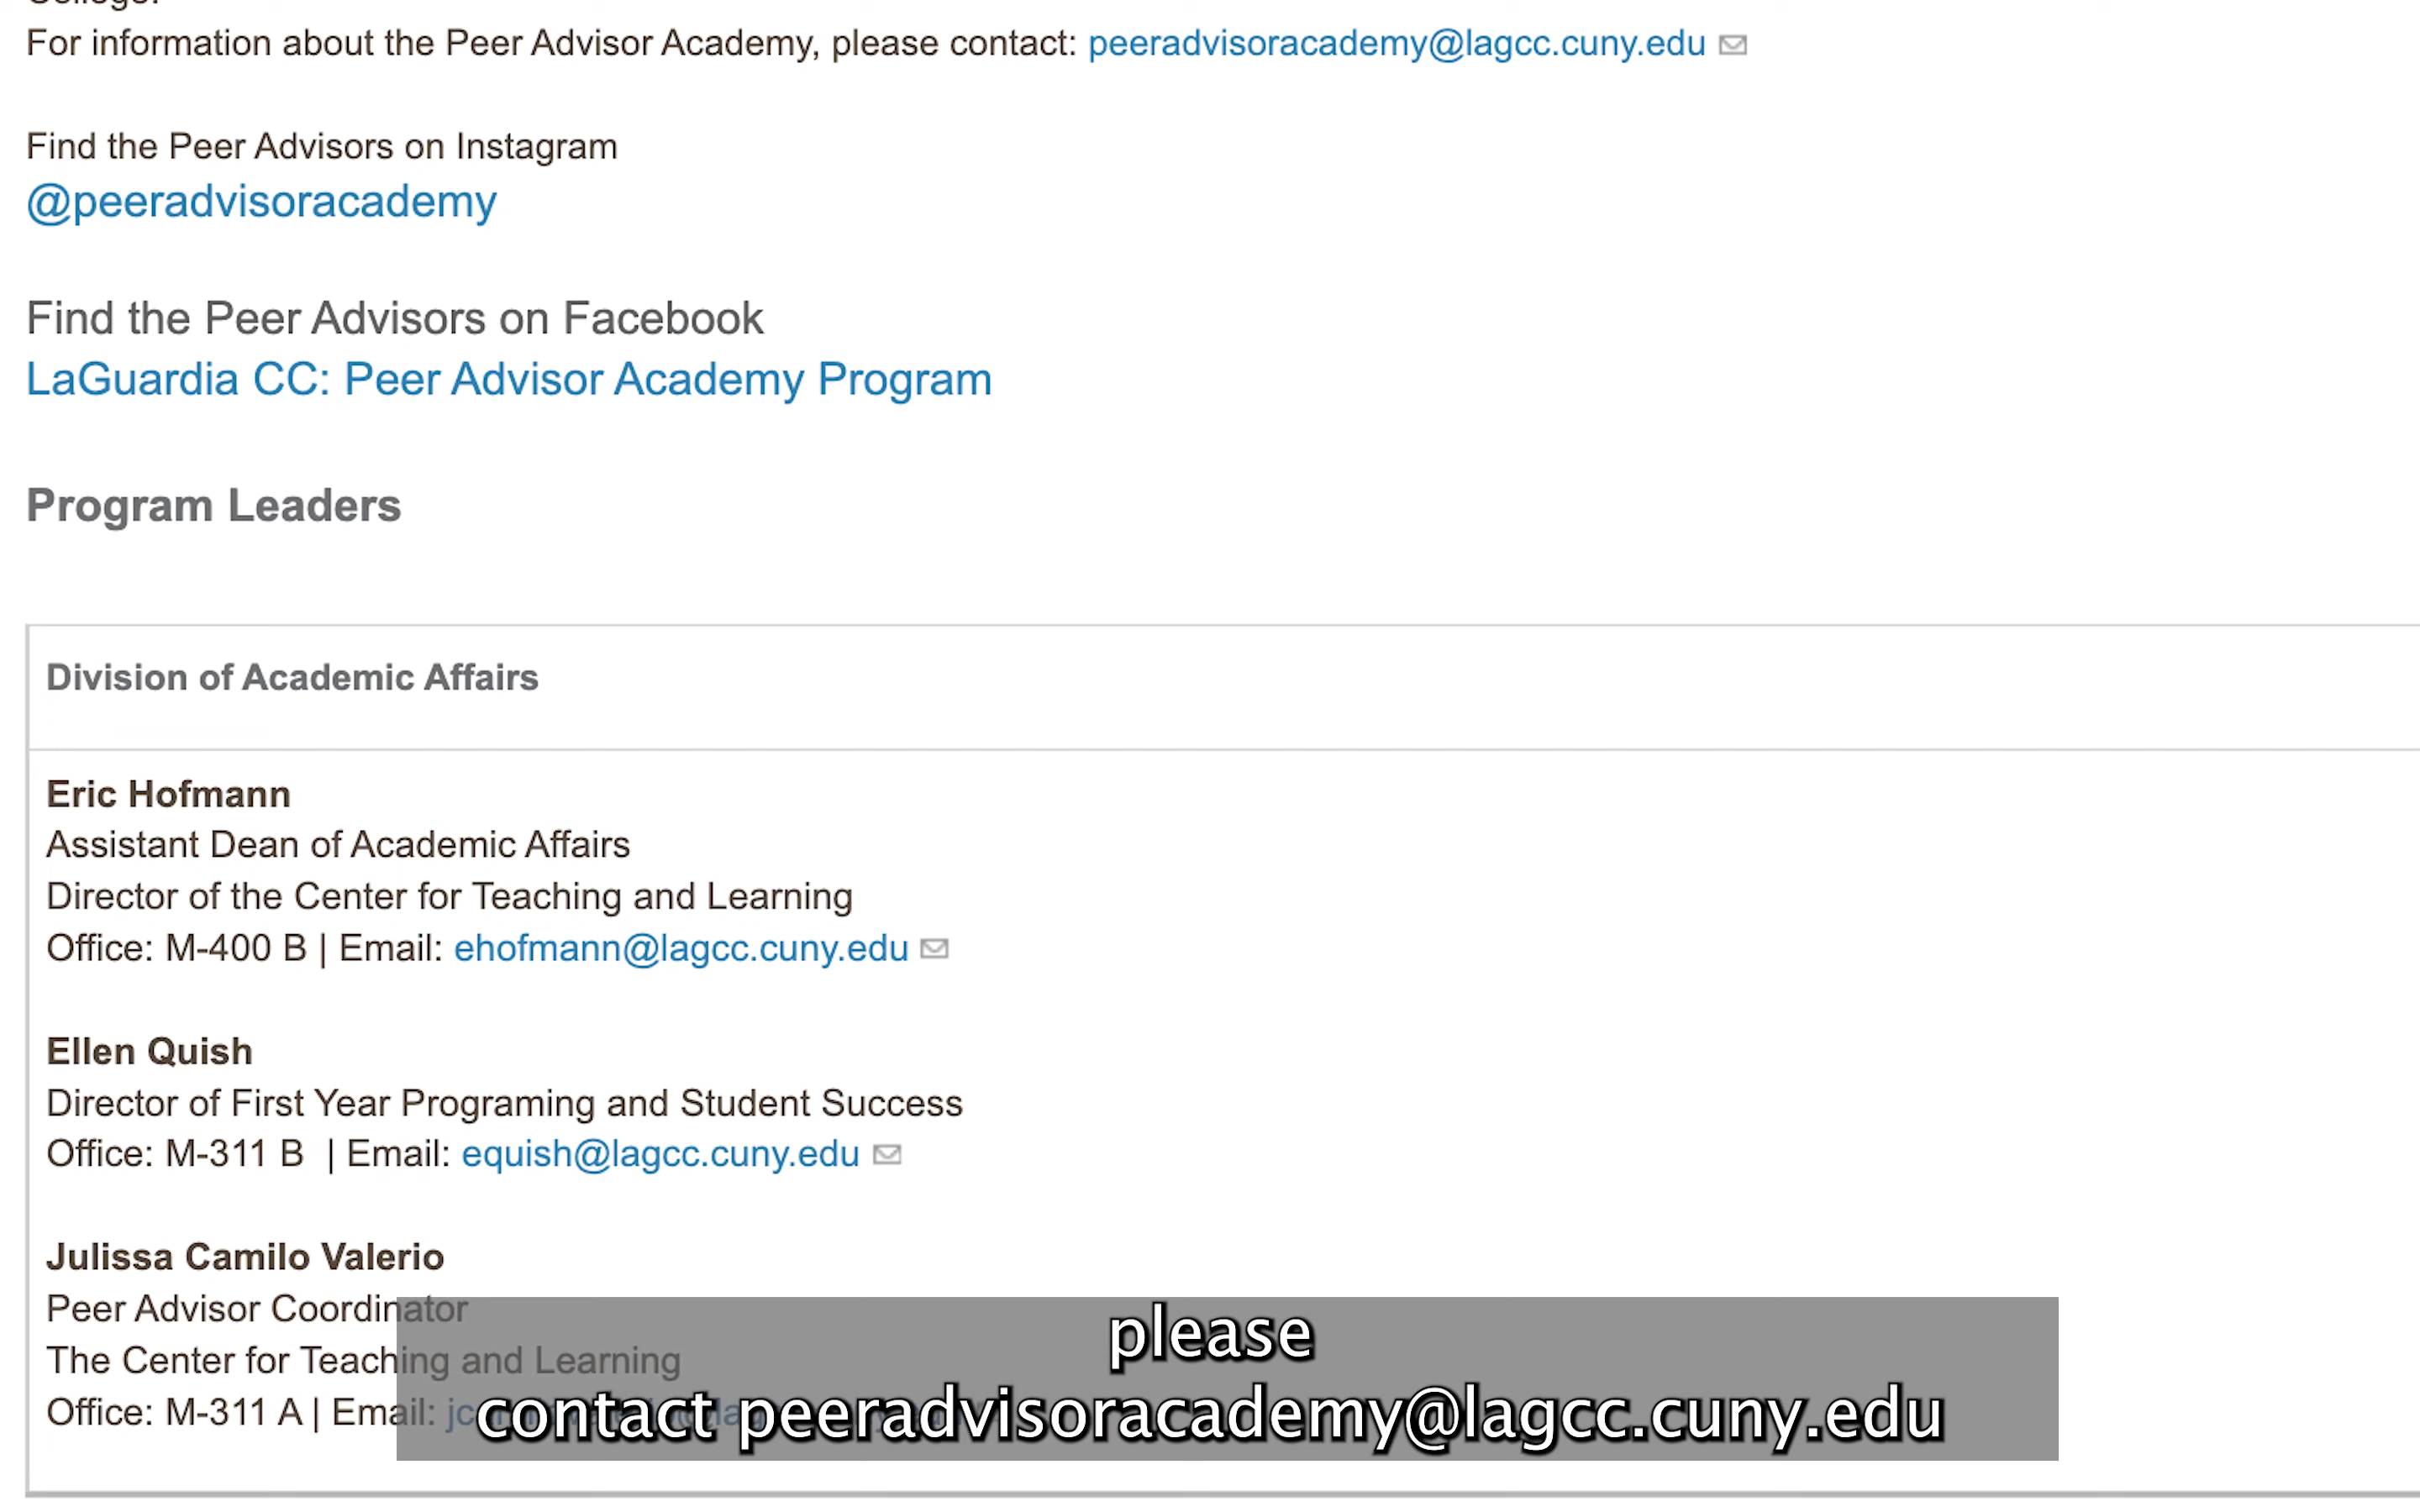 For information about the Peer Advisor Academy, please contact: peeradvisoracademy@lagcc.cuny.edu
Find the Peer Advisors on Instagram
@peeradvisoracademy
Find the Peer Advisors on Facebook
LaGuardia CC: Peer Advisor Academy Program
Program Leaders
Division of Academic Affairs
Eric Hofmann
Assistant Dean of Academic Affairs
Director of the Center for Teaching and Learning
Office: M-400 B | Email: ehofmann@lagcc.cuny.edu
Ellen Quish
Director of First Year Programing and Student Success
Office: M-311 B | Email: equish@lagcc.cuny.edu
Julissa Camilo Valerio
Peer Advisor Coordinator
The Center for Teaching and Learning
Office: M-311 A | Email:
please
contact peeradvisoracademy@lagcc.cuny.edu